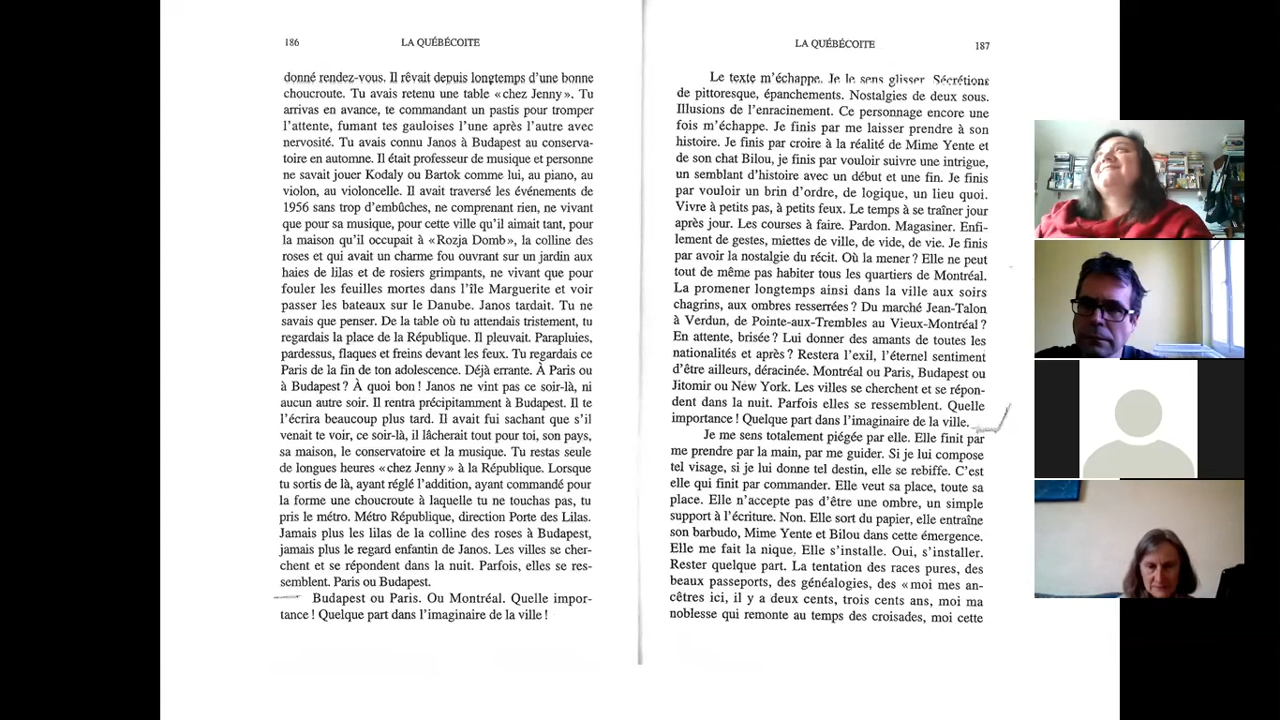 186
LA QUÉBÉCOITE
donné rendez-vous. Il rêvait depuis longtemps d'une bonne
choucroute. Tu avais retenu une table «chez Jenny». Tu
arrivas en avance, te commandant un pastis pour tromper
l'attente, fumant tes gauloises l'une après l'autre avec
nervosité. Tu avais connu Janos à Budapest au conserva-
toire en automne. Il était professeur de musique et personne
ne savait jouer Kodaly ou Bartok comme lui, au piano, au
violon, au violoncelle. Il avait traversé les événements de
1956 sans trop d'embûches, ne comprenant rien, ne vivant
que pour sa musique, pour cette ville qu'il aimait tant, pour
la maison qu'il occupait à «Rozja Domb», la colline des
roses et qui avait un charme fou ouvrant sur un jardin aux
haies de lilas et de rosiers grimpants, ne vivant que pour
fouler les feuilles mortes dans l'île Marguerite et voir
passer les bateaux sur le Danube. Janos tardait. Tu ne
savais que penser. De la table où tu attendais tristement, tu
regardais la place de la République. Il pleuvait. Parapluies,
pardessus, flaques et freins devant les feux. Tu regardais ce
Paris de la fin de ton adolescence. Déjà errante. À Paris ou
à Budapest? À quoi bon! Janos ne vint pas ce soir-là, ni
aucun autre soir. Il rentra précipitamment à Budapest. Il te
l'écrira beaucoup plus tard. Il avait fui sachant que s'il
venait te voir, ce soir-là, il lâcherait tout pour toi, son pays,
sa maison, le conservatoire et la musique. Tu restas seule
de longues heures «chez Jenny» à la République. Lorsque
tu sortis de là, ayant réglé l'addition, ayant commandé pour
la forme une choucroute à laquelle tu ne touchas pas, tu
pris le métro. Métro République, direction Porte des Lilas.
Jamais plus les lilas de la colline des roses à Budapest,
jamais plus le regard enfantin de Janos. Les villes se cher-
chent et se répondent dans la nuit. Parfois, elles se res-
semblent. Paris ou Budapest.
Budapest ou Paris. Ou Montréal. Quelle impor-
tance! Quelque part dans l'imaginaire de la ville!
LA QUÉBÉCOITE
187
Le texte m'échappe. Je le sens glisser. Sécrétions
de pittoresque, épanchements. Nostalgies de deux sous.
Illusions de l'enracinement. Ce personnage encore une
fois m'échappe. Je finis par me laisser prendre à son
histoire. Je finis par croire à la réalité de Mime Yente et
de son chat Bilou, je finis par vouloir suivre une intrigue,
un semblant d'histoire avec un début et une fin. Je finis
par vouloir un brin d'ordre, de logique, un lieu quoi.
Vivre à petits pas, à petits feux. Le temps à se traîner jour
après jour. Les courses à faire. Pardon. Magasiner. Enfi-
lement de gestes, miettes de ville, de vide, de vie. Je finis
par avoir la nostalgie du récit. Où la mener? Elle ne peut
tout de même pas habiter tous les quartiers de Montréal.
La promener longtemps ainsi dans la ville aux soirs
chagrins, aux ombres resserrées? Du marché Jean-Talon
à Verdun, de Pointe-aux-Trembles au Vieux-Montréal?
En attente, brisée? Lui donner des amants de toutes les
nationalités et après? Restera l'exil, l'éternel sentiment
d'être ailleurs, déracinée. Montréal ou Paris, Budapest ou
Jitomir ou New York. Les villes se cherchent et se répon-
dent dans la nuit. Parfois elles se ressemblent. Quelle
importance! Quelque part dans l'imaginaire de la ville.
Je me sens totalement piégée par elle. Elle finit par
me prendre par la main, par me guider. Si je lui compose
tel visage, si je lui donne tel destin, elle se rebiffe. C'est
elle qui finit par commander. Elle veut sa place, toute sa
place. Elle n'accepte pas d'être une ombre, un simple
support à l'écriture. Non. Elle sort du papier, elle entraîne
son barbudo, Mime Yente et Bilou dans cette émergence.
Elle me fait la nique. Elle s'installe. Oui, s'installer.
Rester quelque part. La tentation des races pures, des
beaux passeports, des généalogies, des «moi mes an-
cêtres ici, il y a deux cents, trois cents ans, moi ma
noblesse qui remonte au temps des croisades, moi cette